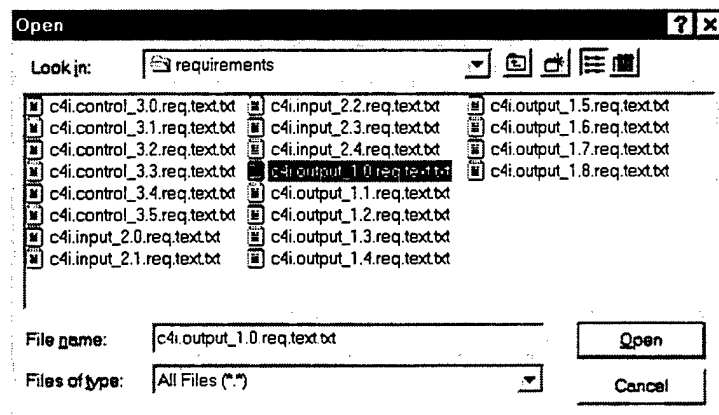 Open
Look in: requirements
c4i.control_3.0.req.text.txt c4i.input_2.2.req.text.txt c4i.output_1.5.req.text.txt
c4i.control_3.1.req.text.txt c4i.input_2.3.req.text.txt c4i.output_1.6.req.text.txt
c4i.control_3.2.req.text.txt c4i.input_2.4.req.text.txt c4i.output_1.7.req.text.txt
c4i.control_3.3.req.text.txt c4i.output_1.0.req.text.txt c4i.output_1.8.req.text.txt
c4i.control_3.4.req.text.txt c4i.output_1.1.req.text.txt
c4i.control_3.5.req.text.txt c4i.output_1.2.req.text.txt
c4i.input_2.0.req.text.txt c4i.output_1.3.req.text.txt
c4i.input_2.1.req.text.txt c4i.output_1.4.req.text.txt
File name: c4i.output_1.0.req.text.txt Open
Files of type: All Files (*.*) Cancel